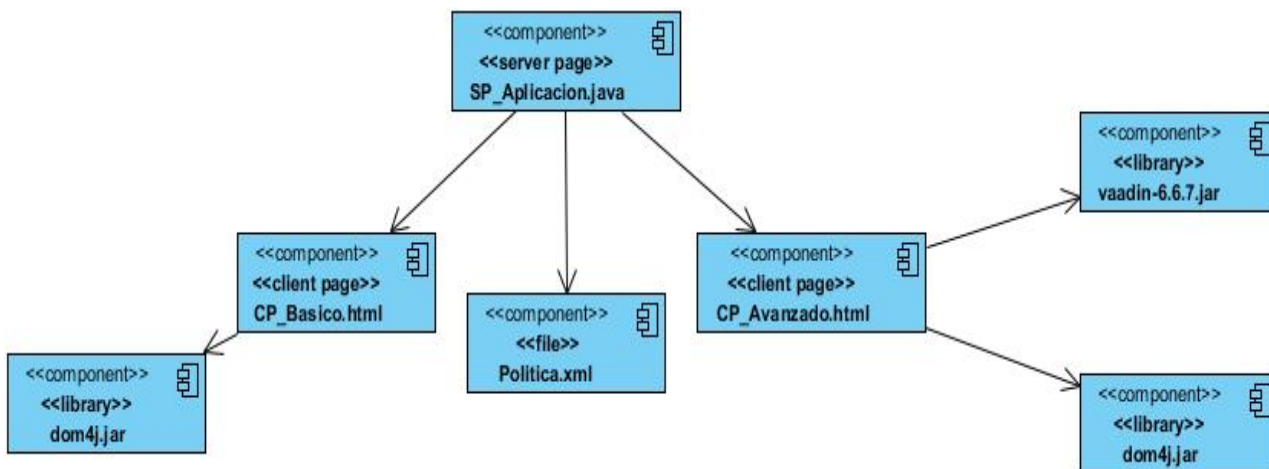 <<component>>
<<server page>>
SP_Aplicacion.java
<<component>>
<<library>>
vaadin-6.6.7.jar
<<component>>
<<client page>>
CP_Basico.html
<<component>>
<<client page>>
CP_Avanzado.html
<<component>>
<<file>>
Politica.xml
<<component>>
<<library>>
dom4j.jar
<<component>>
<<library>>
dom4j.jar